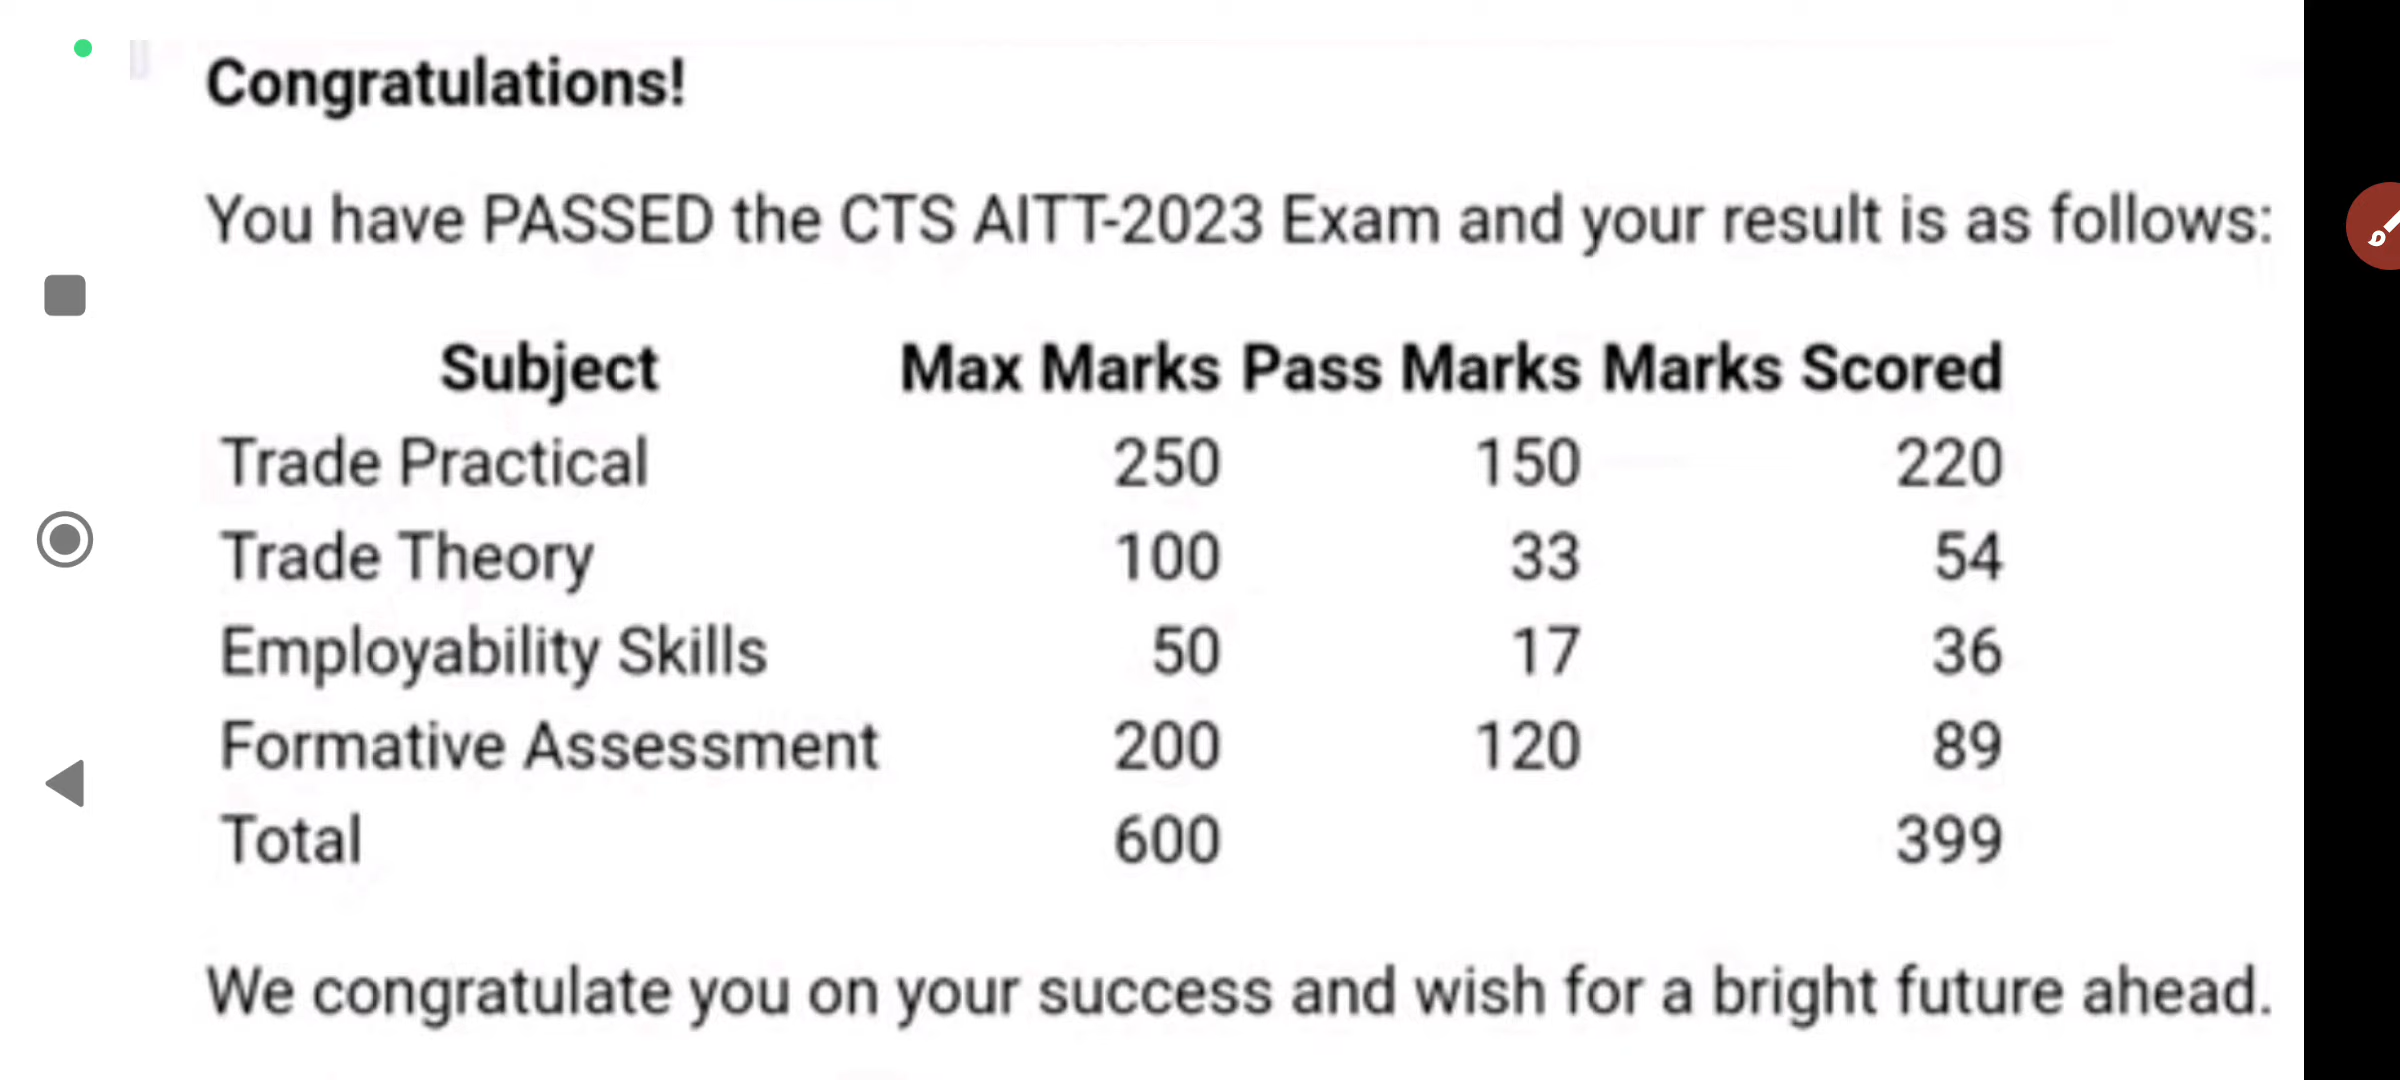 Congratulations!
You have PASSED the CTS AITT-2023 Exam and your result is as follows:
Subject Max Marks Pass Marks Marks Scored
Trade Practical 250 150 220
Trade Theory 100 33 54
Employability Skills 50 17 36
Formative Assessment 200 120 89
Total 600 399
We congratulate you on your success and wish for a bright future ahead.